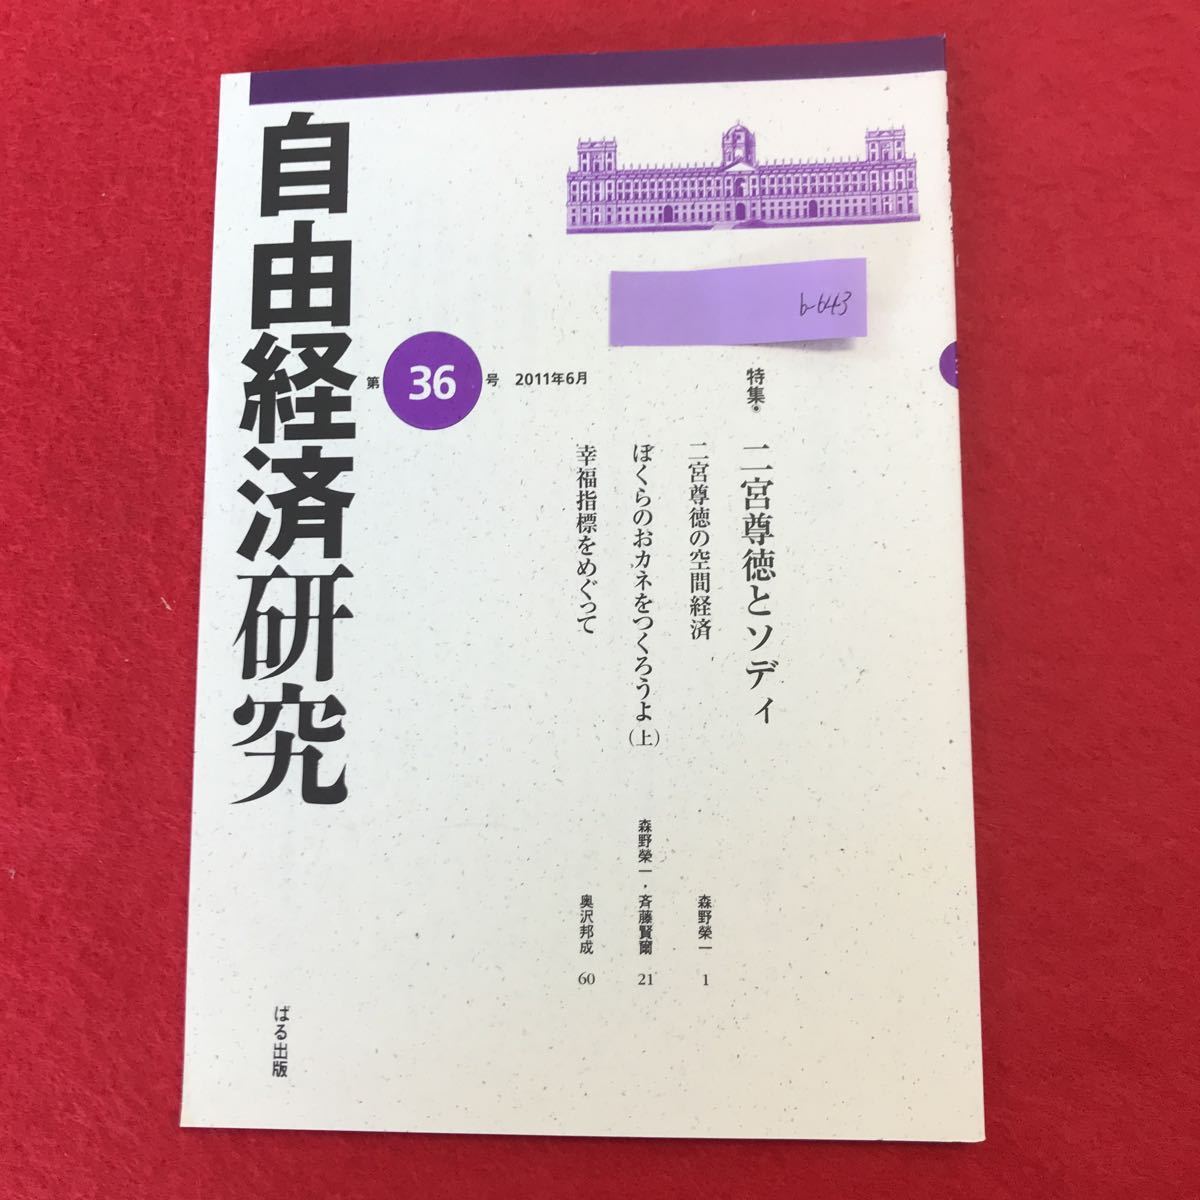 自由経済研究
第36号 2011年6月
b-643
特集・二宮尊徳とソディ
二宮尊徳の空間経済 森野榮一 1
ぼくらのおカネをつくろうよ(上) 森野榮一・斉藤賢爾 21
幸福指標をめぐって 奥沢邦成 60
ぱる出版